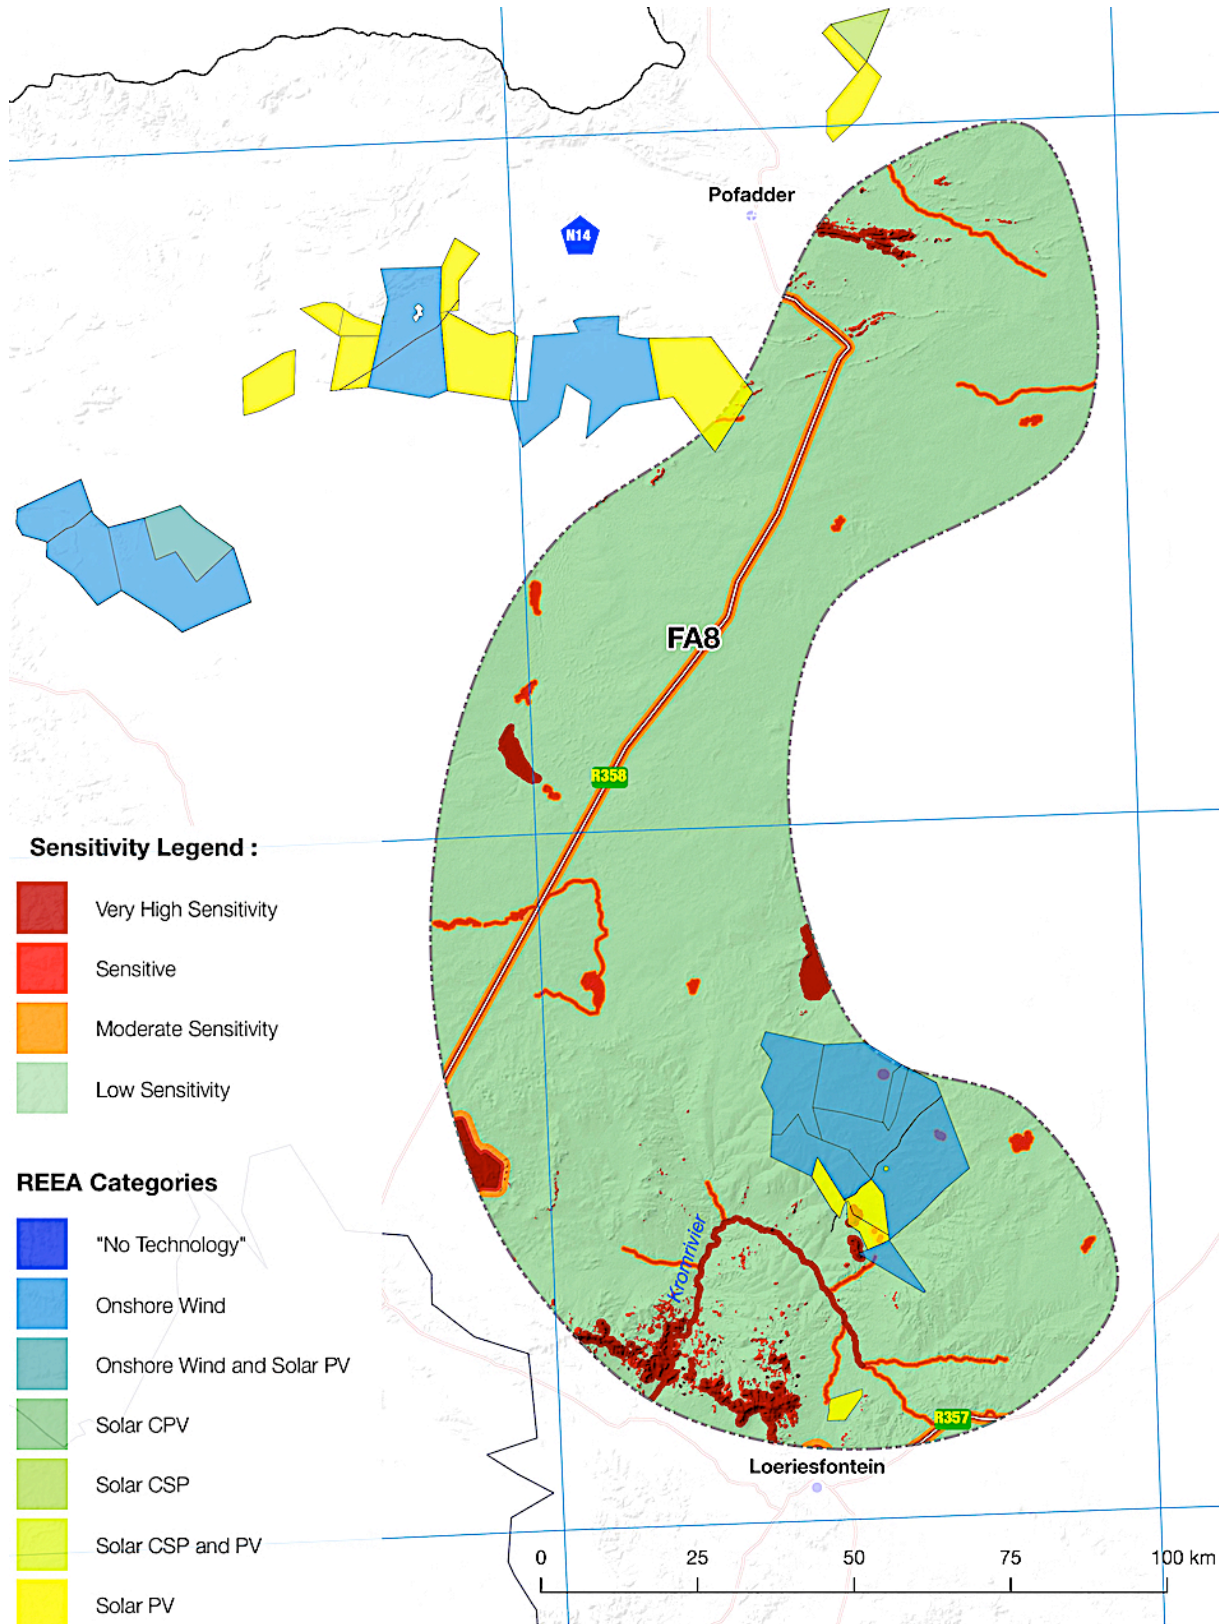 Pofadder
N14
FA8
R358
Sensitivity Legend :
Very High Sensitivity
Sensitive
Moderate Sensitivity
Low Sensitivity
REEA Categories
"No Technology"
Onshore Wind
Onshore Wind and Solar PV
Solar CPV
Solar CSP
Solar CSP and PV
Solar PV
Kromrivier
R357
Loeriesfontein
0 25 50 75 100 km